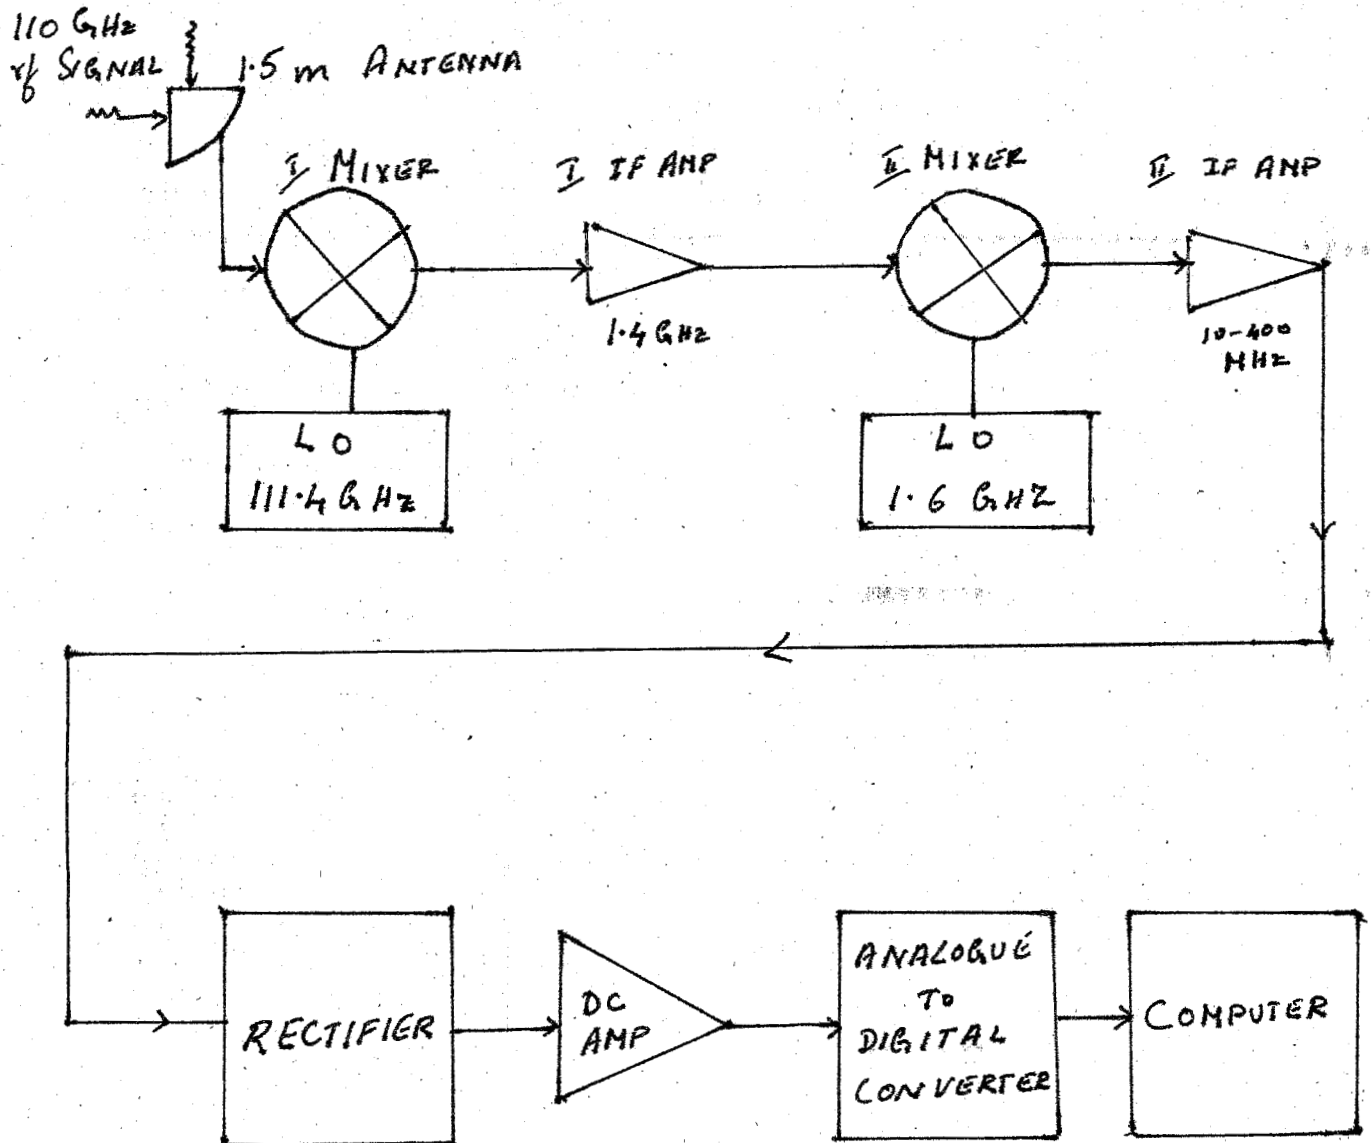 110 GHz
rf SIGNAL
1.5 m ANTENNA
I MIXER
I IF AMP
II MIXER
II IF AMP
1.4 GHz
10-400
MHz
LO
111.4 GHz
LO
1.6 GHZ
RECTIFIER
DC
AMP
ANALOGUE
TO
DIGITAL
CONVERTER
COMPUTER